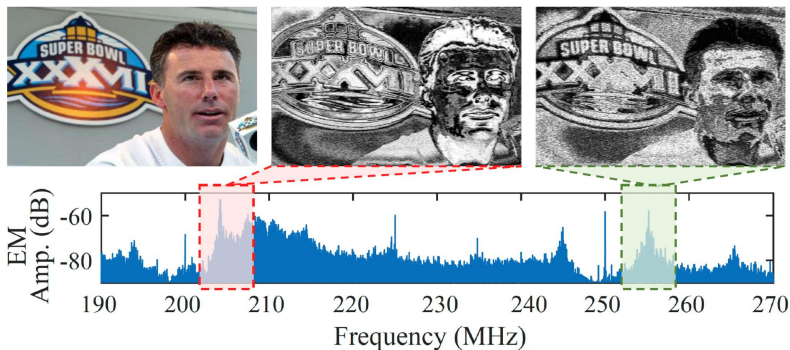 SUPER BOWL
XXXVII
SUPER BOWL
XXXVII
SUPER BOWL
XXXVII
EM
Amp. (dB)
-60
-80
190 200 210 220 230 240 250 260 270
Frequency (MHz)